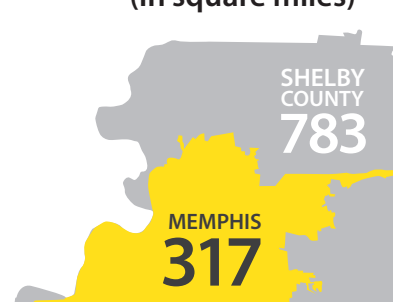 (in square miles)
SHELBY
COUNTY
783
MEMPHIS
317